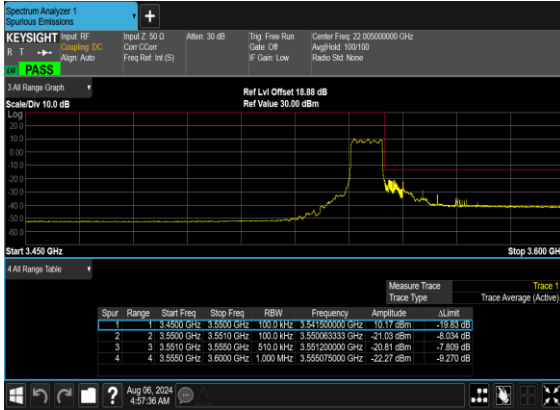 Spectrum Analyzer 1
Spurious Emissions
+
KEYSIGHT Input: RF Input Z: 50 Ω Atten: 30 dB Trig: Free Run Center Freq: 22.005000000 GHz
R T Coupling: DC Corr CCorr Gate: Off Avg|Hold: 100/100
Align: Auto Freq Ref: Int (S) IF Gain: Low Radio Std: None
PASS
3 All Range Graph
Ref Lvl Offset 18.88 dB
Scale/Div 10.0 dB Ref Value 30.00 dBm
Log
20.0
10.0
0.00
-10.0
-20.0
-30.0
-40.0
-50.0
-60.0
Start 3.450 GHz Stop 3.600 GH
4 All Range Table
Measure Trace Trace 1
Trace Type Trace Average (Active)
Spur Range Start Freq Stop Freq RBW Frequency Amplitude ΔLimit
1 1 3.4500 GHz 3.5500 GHz 100.0 kHz 3.541500000 GHz 10.17 dBm -19.83 dB
2 2 3.5500 GHz 3.5510 GHz 100.0 kHz 3.550063333 GHz -21.03 dBm -8.034 dB
3 3 3.5510 GHz 3.5550 GHz 510.0 kHz 3.551200000 GHz -20.81 dBm -7.809 dB
4 4 3.5550 GHz 3.6000 GHz 1.000 MHz 3.555075000 GHz -22.27 dBm -9.270 dB
? Aug 06, 2024
4:57:36 AM